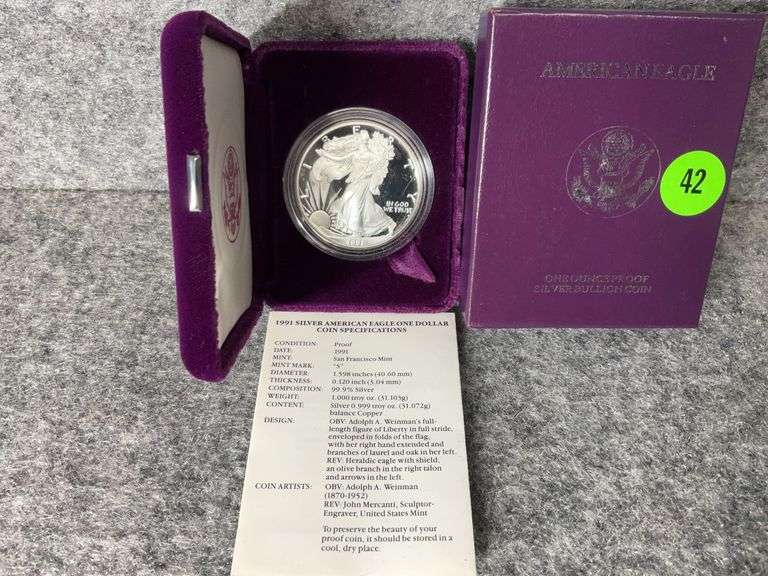 LIBERTY
IN GOD
WE TRUST
1991
AMERICAN EAGLE
42
ONE OUNCE PROOF
SILVER BULLION COIN
1991 SILVER AMERICAN EAGLE ONE DOLLAR
COIN SPECIFICATIONS
CONDITION: Proof
DATE: 1991
MINT: San Francisco Mint
MINT MARK: "S"
DIAMETER: 1.598 inches (40.60 mm)
THICKNESS: 0.120 inch (3.04 mm)
COMPOSITION: 99.9% Silver
WEIGHT: 1.000 troy oz. (31.103g)
CONTENT: Silver 0.999 troy oz. (31.072g)
balance Copper
DESIGN: OBV: Adolph A. Weinman's full-
length figure of Liberty in full stride,
enveloped in folds of the flag,
with her right hand extended and
branches of laurel and oak in her left.
REV: Heraldic eagle with shield,
an olive branch in the right talon
and arrows in the left.
COIN ARTISTS: OBV: Adolph A. Weinman
(1870-1952)
REV: John Mercanti, Sculptor-
Engraver, United States Mint
To preserve the beauty of your
proof coin, it should be stored in a
cool, dry place.